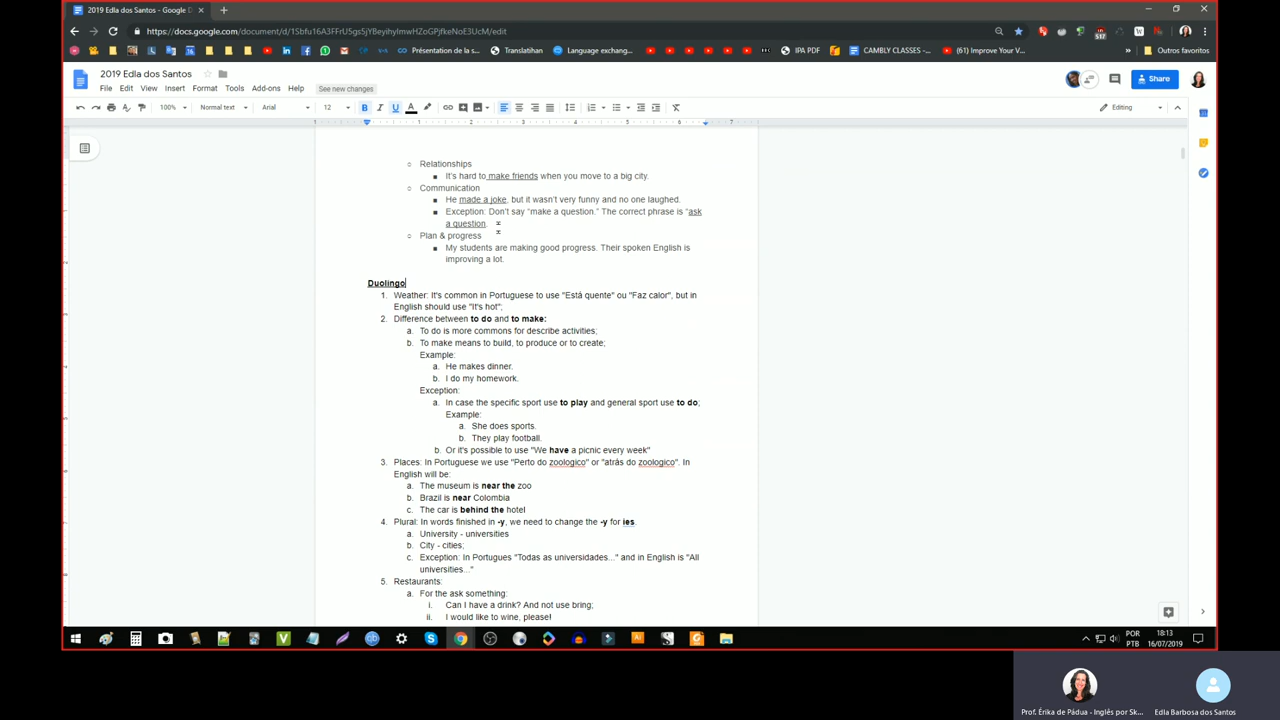 2019 Edla dos Santos - Google D
https://docs.google.com/document/d/1Sbfu16A3FFrUSgs5jYBeyihyImwHZoGPjfkeNoE3UcM/edit
Présentation de la s...
Translatihan
Language exchang...
IPA PDF
CAMBLY CLASSES -...
(61) Improve Your V...
Outros favoritos
2019 Edla dos Santos
File Edit View Insert Format Tools Add-ons Help See new changes
Share
100% Normal text Arial 12 Editing
Relationships
It's hard to make friends when you move to a big city.
Communication
He made a joke, but it wasn't very funny and no one laughed.
Exception: Don't say "make a question." The correct phrase is "ask
a question.
Plan & progress
My students are making good progress. Their spoken English is
improving a lot.
Duolingo
1. Weather: It's common in Portuguese to use "Está quente" ou "Faz calor", but in
English should use "It's hot";
2. Difference between to do and to make:
a. To do is more commons for describe activities;
b. To make means to build, to produce or to create;
Example:
a. He makes dinner.
b. I do my homework.
Exception:
a. In case the specific sport use to play and general sport use to do;
Example:
a. She does sports.
b. They play football.
b. Or it's possible to use "We have a picnic every week"
3. Places: In Portuguese we use "Perto do zoologico" or "atrás do zoologico". In
English will be:
a. The museum is near the zoo
b. Brazil is near Colombia
c. The car is behind the hotel
4. Plural: In words finished in -y, we need to change the -y for ies.
a. University - universities
b. City - cities;
c. Exception: In Portugues "Todas as universidades..." and in English is "All
universities..."
5. Restaurants:
a. For the ask something:
i. Can I have a drink? And not use bring;
ii. I would like to wine, please!
POR
PTB
18:13
16/07/2019
Prof. Érika de Pádua - Inglês por Sk...
Edla Barbosa dos Santos